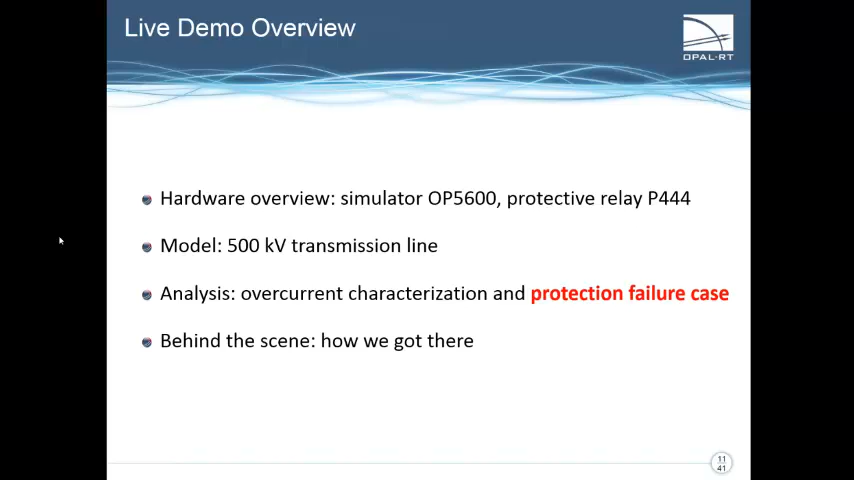 Live Demo Overview
OPAL-RT
Hardware overview: simulator OP5600, protective relay P444
Model: 500 kV transmission line
Analysis: overcurrent characterization and protection failure case
Behind the scene: how we got there
11
41